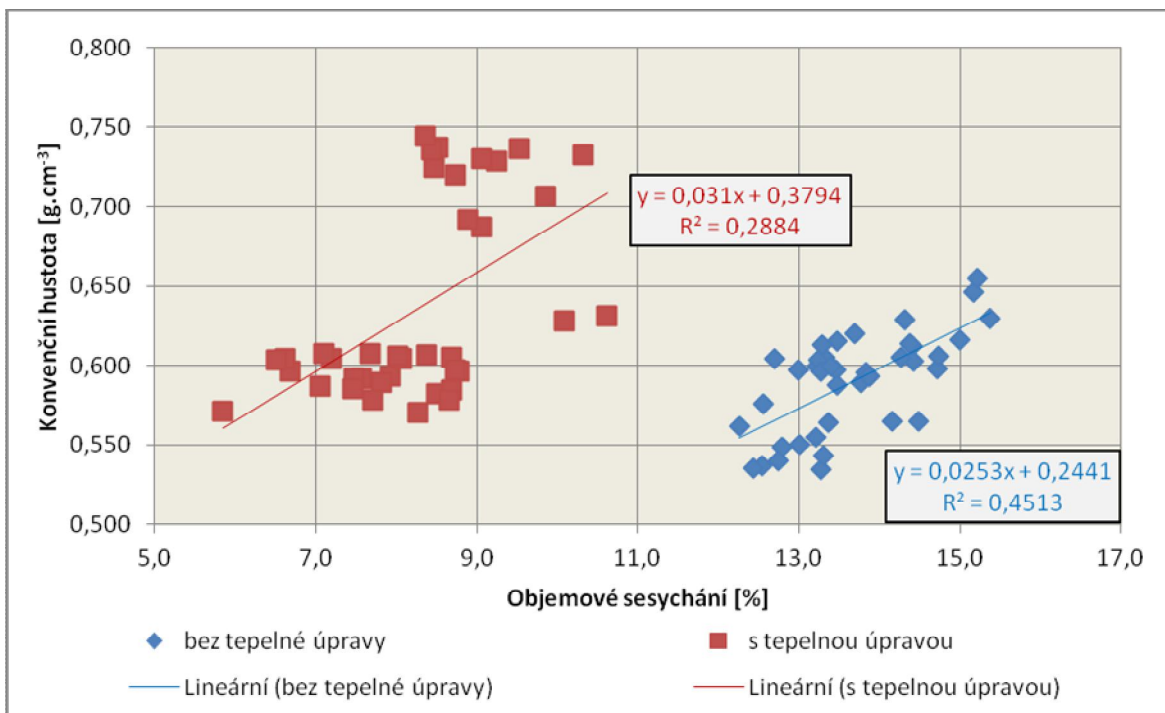 0,800
0,750
0,700
0,650
0,600
0,550
0,500
Konvenční hustota [g.cm-3]
y = 0,031x + 0,3794
R² = 0,2884
y = 0,0253x + 0,2441
R² = 0,4513
5,0 7,0 9,0 11,0 13,0 15,0 17,0
Objemové sesychání [%]
bez tepelné úpravy s tepelnou úpravou
Lineární (bez tepelné úpravy) Lineární (s tepelnou úpravou)